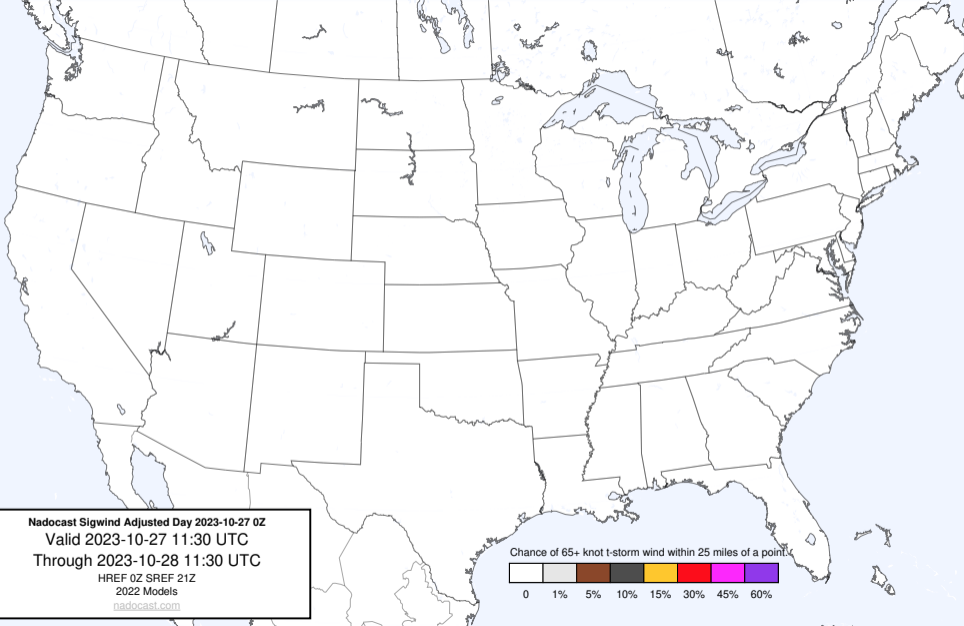 Nadocast Sigwind Adjusted Day 2023-10-27 0Z
Valid 2023-10-27 11:30 UTC
Through 2023-10-28 11:30 UTC
HREF 0Z SREF 21Z
2022 Models
nadocast.com
Chance of 65+ knot t-storm wind within 25 miles of a point.
0 1% 5% 10% 15% 30% 45% 60%